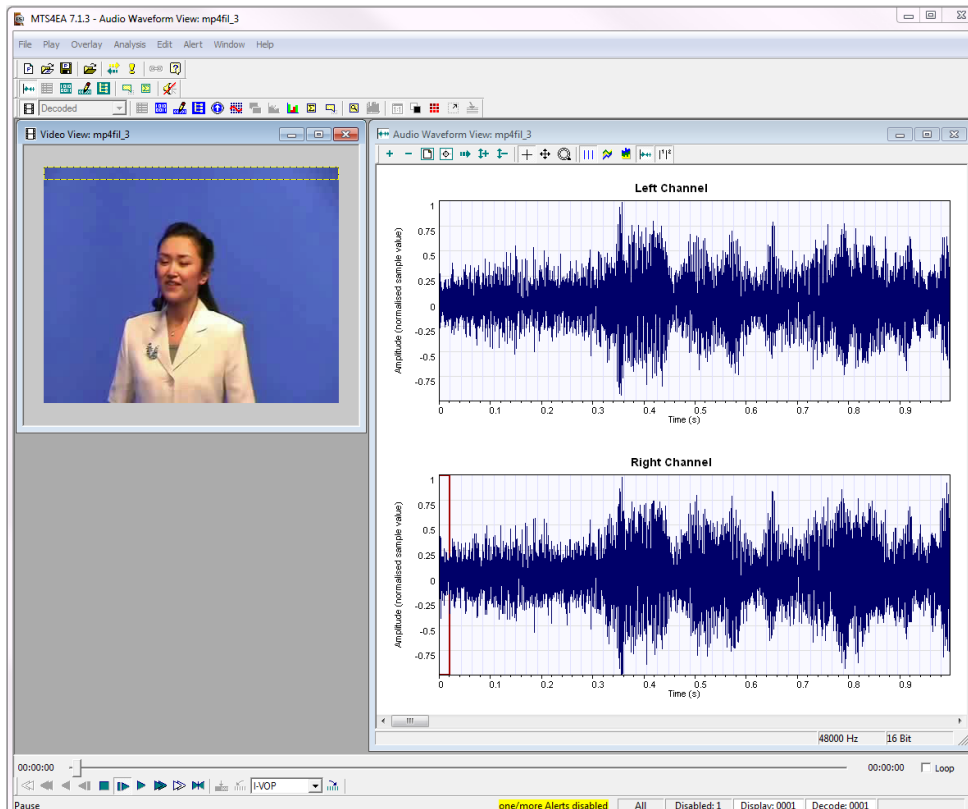 MTS4EA 7.1.3 - Audio Waveform View: mp4fil_3
File Play Overlay Analysis Edit Alert Window Help
Decoded
Video View: mp4fil_3
Audio Waveform View: mp4fil_3
Left Channel
Amplitude (normalised sample value)
1
0.75
0.5
0.25
0
-0.25
-0.5
-0.75
0 0.1 0.2 0.3 0.4 0.5 0.6 0.7 0.8 0.9
Time (s)
Right Channel
Amplitude (normalised sample value)
1
0.75
0.5
0.25
0
-0.25
-0.5
-0.75
0 0.1 0.2 0.3 0.4 0.5 0.6 0.7 0.8 0.9
Time (s)
48000 Hz 16 Bit
00:00:00 00:00:00 Loop
I-VOP
Pause one/more Alerts disabled All Disabled: 1 Display: 0001 Decode: 0001